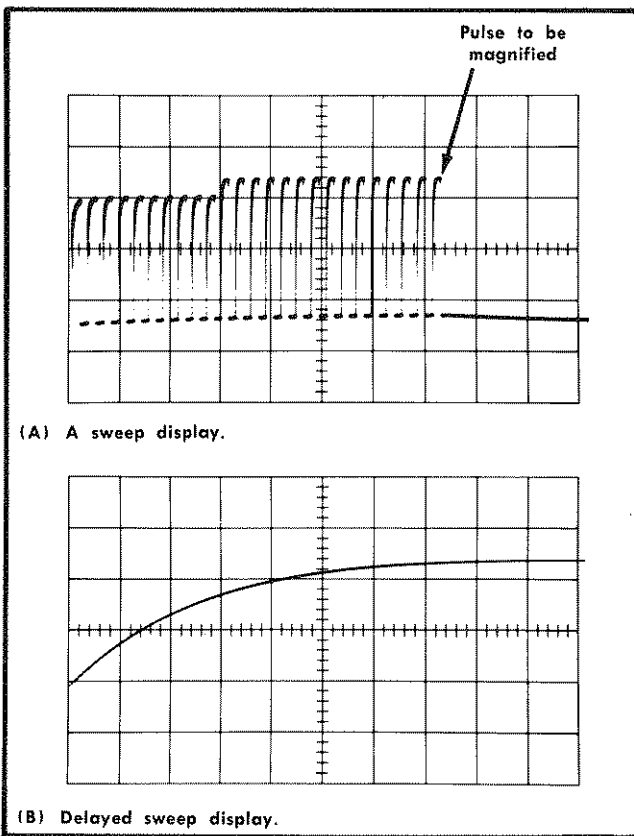 Pulse to be
magnified
(A) A sweep display.
(B) Delayed sweep display.